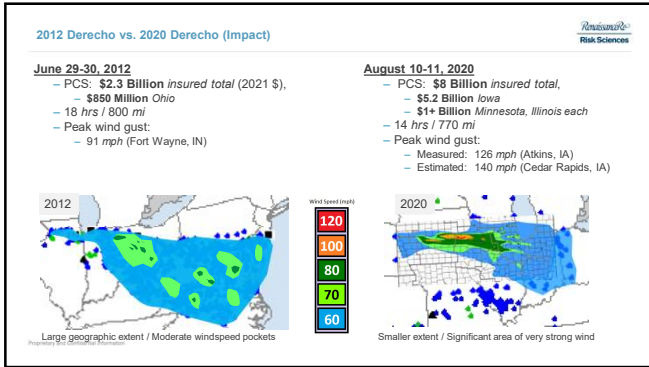 2012 Derecho vs. 2020 Derecho (Impact)
RenaissanceRe
Risk Sciences
June 29-30, 2012
– PCS: $2.3 Billion insured total (2021 $),
– $850 Million Ohio
– 18 hrs / 800 mi
– Peak wind gust:
– 91 mph (Fort Wayne, IN)
August 10-11, 2020
– PCS: $8 Billion insured total,
– $5.2 Billion Iowa
– $1+ Billion Minnesota, Illinois each
– 14 hrs / 770 mi
– Peak wind gust:
– Measured: 126 mph (Atkins, IA)
– Estimated: 140 mph (Cedar Rapids, IA)
2012
Wind Speed (mph)
120
100
80
70
60
2020
Large geographic extent / Moderate windspeed pockets
Smaller extent / Significant area of very strong wind
Proprietary and Confidential Information